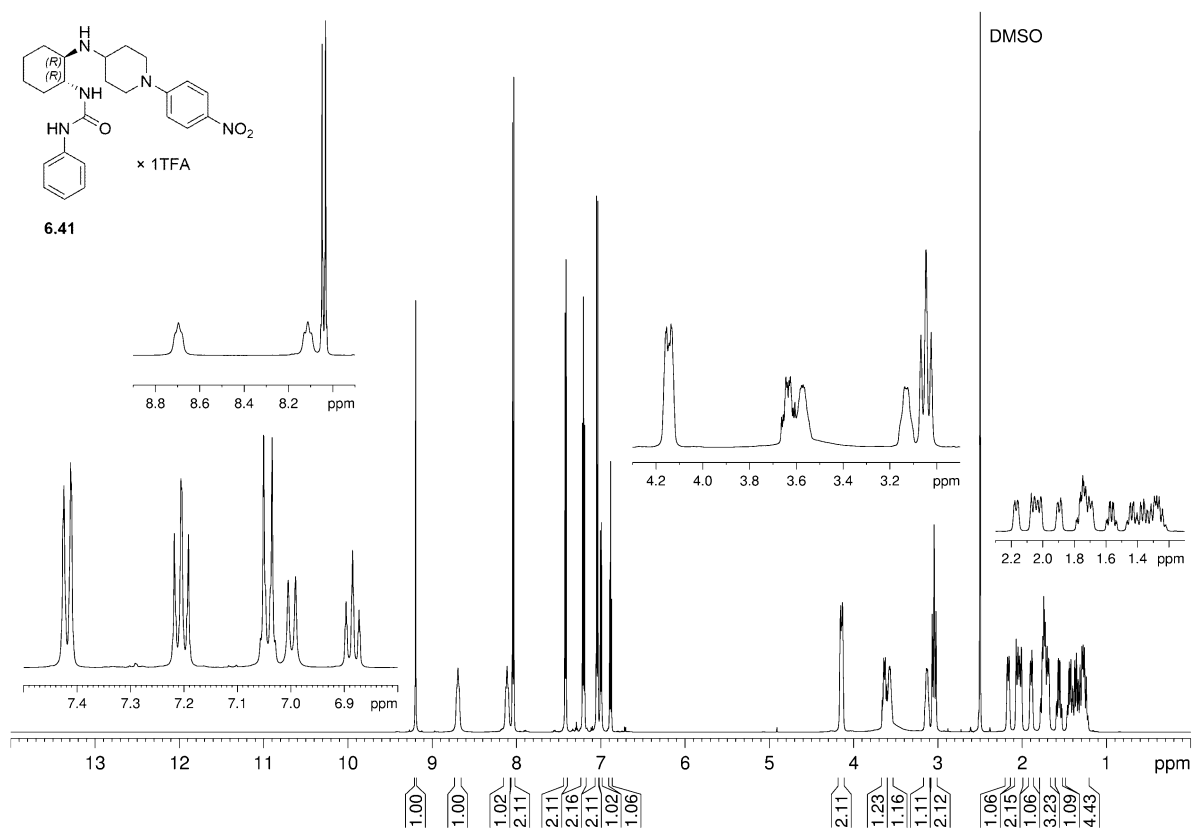 H
N
(R)
(R)
NH
N
HN
O
NO₂
× 1TFA
6.41
DMSO
8.8 8.6 8.4 8.2 ppm
7.4 7.3 7.2 7.1 7.0 6.9 ppm
4.2 4.0 3.8 3.6 3.4 3.2 ppm
2.2 2.0 1.8 1.6 1.4 ppm
13 12 11 10 9 8 7 6 5 4 3 2 1 ppm
1.00 1.00 1.02 2.11 2.11 2.16 2.11 1.02 1.06 2.11 1.23 1.16 1.11 2.12 1.06 2.15 1.06 3.23 1.09 4.43